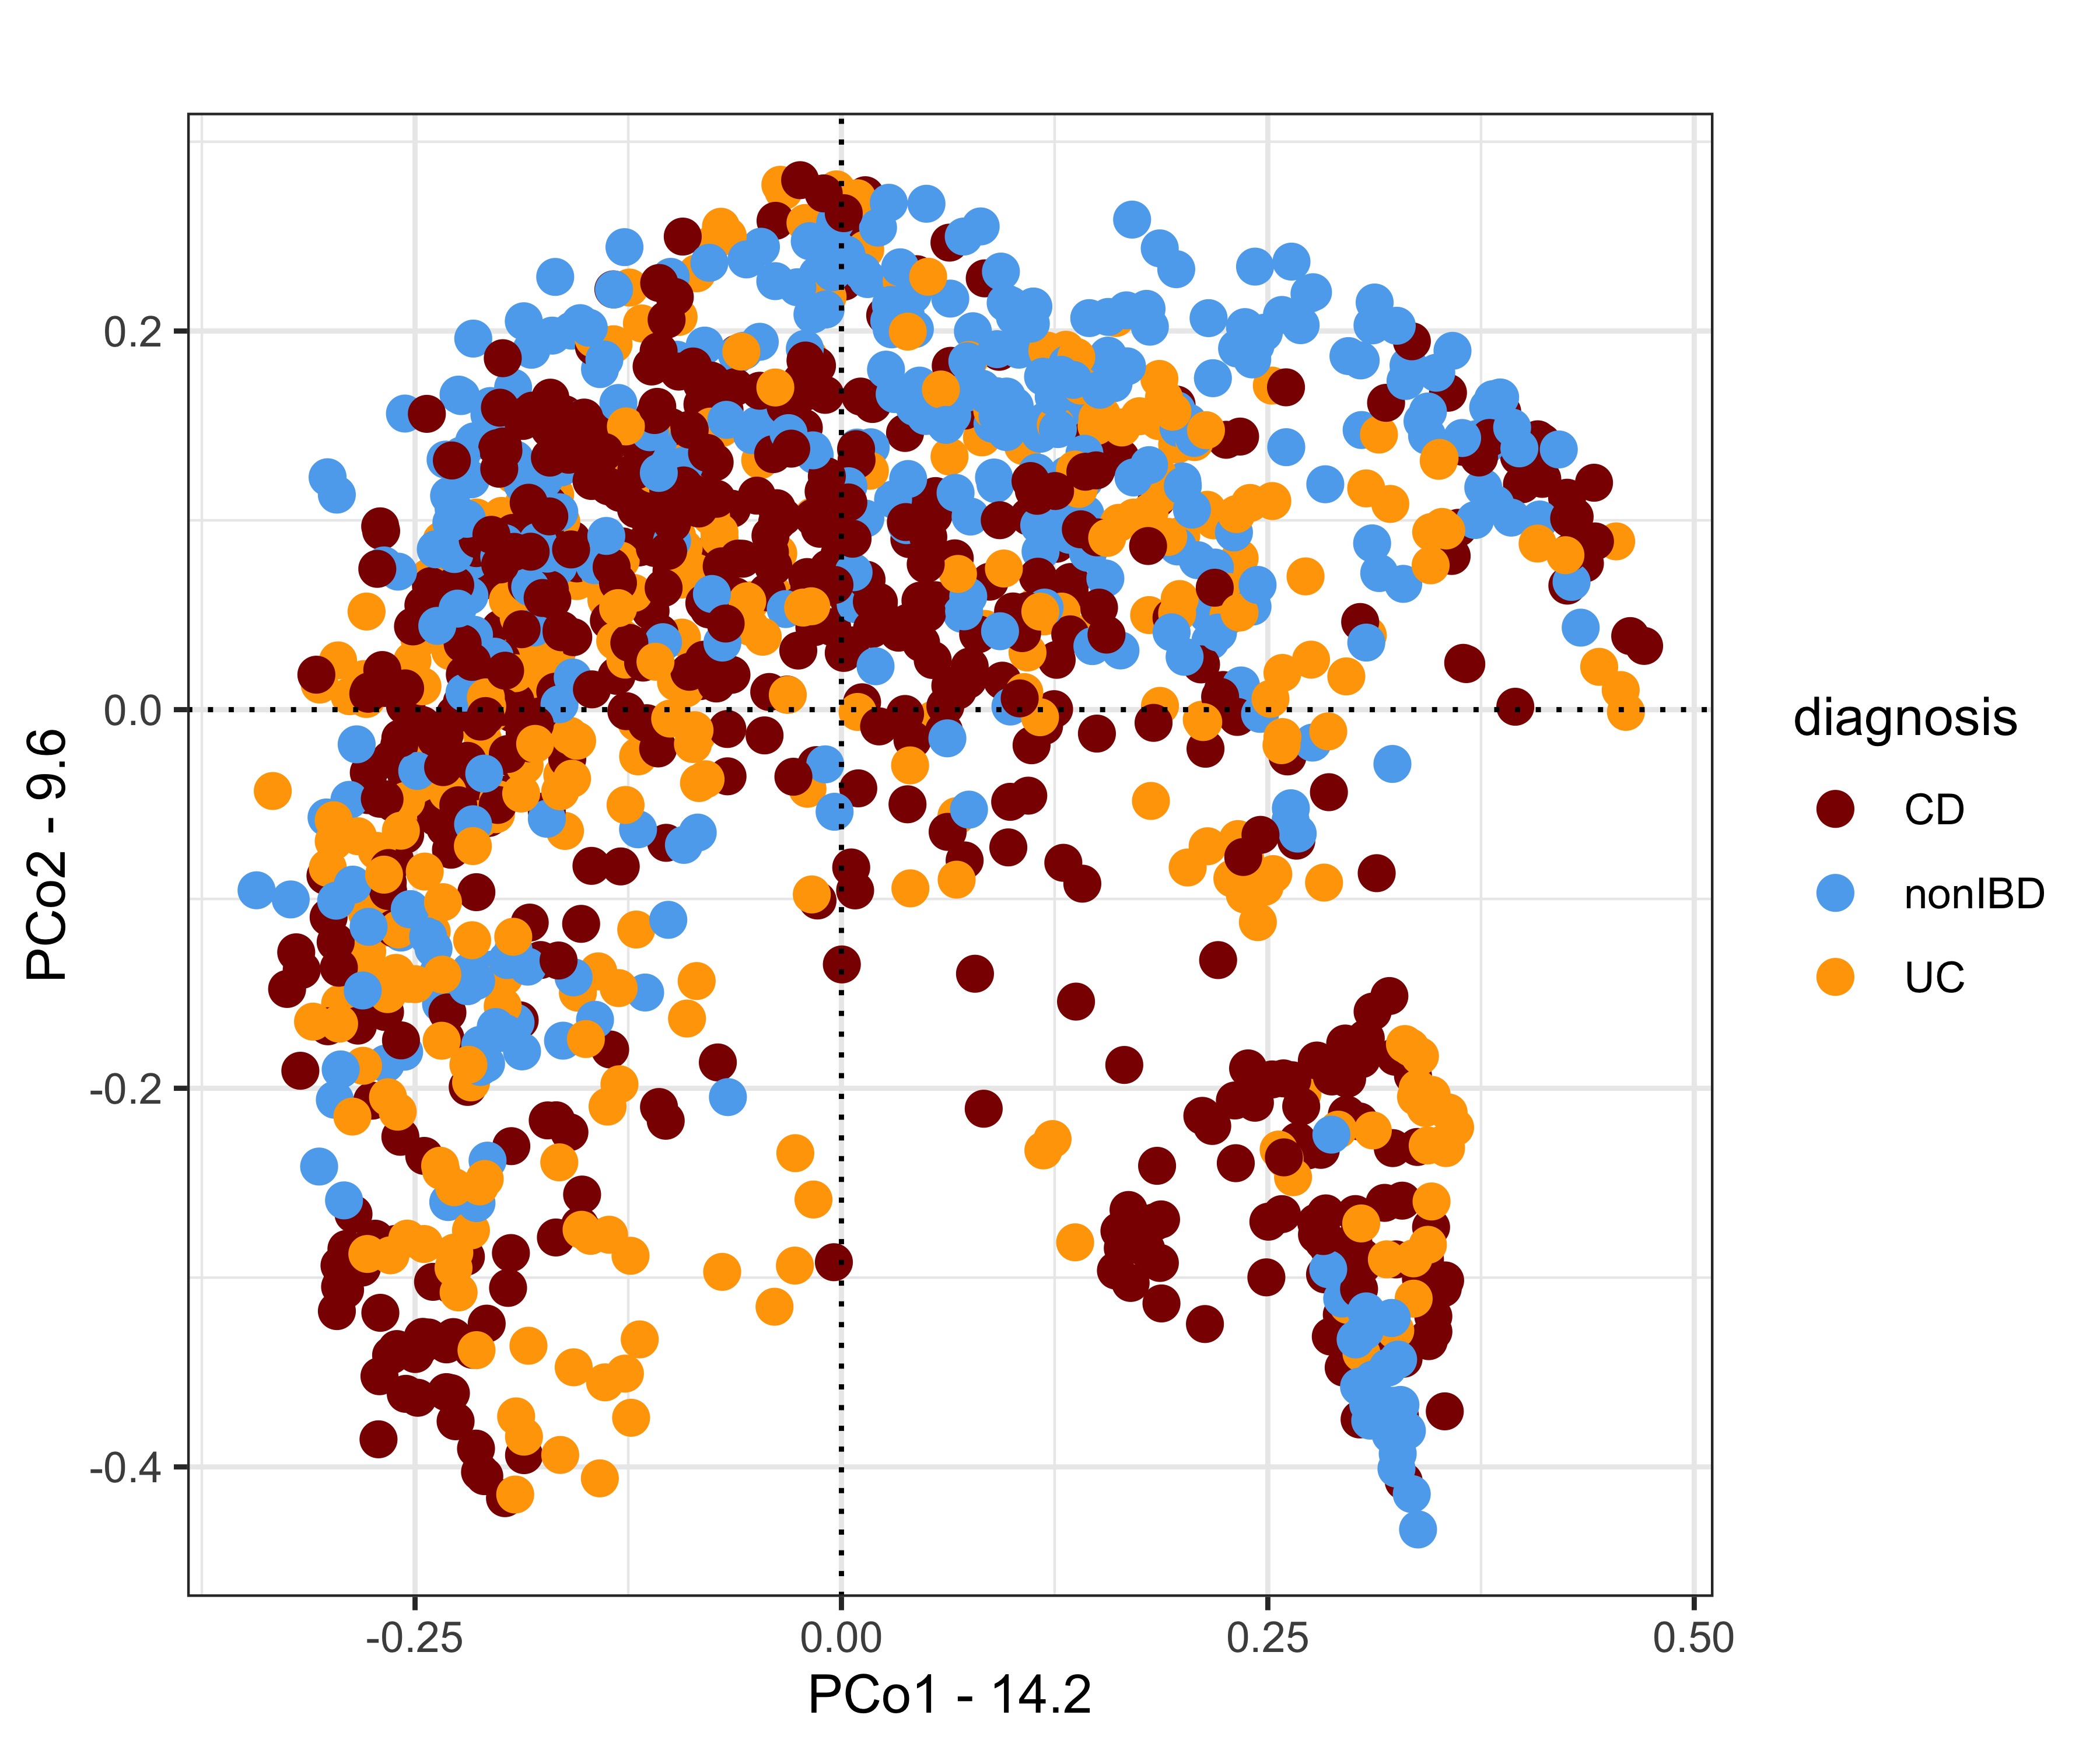 0.2
0.0
-0.2
-0.4
PCo2 - 9.6
-0.25
0.00
0.25
0.50
PCo1 - 14.2
diagnosis
CD
nonIBD
UC